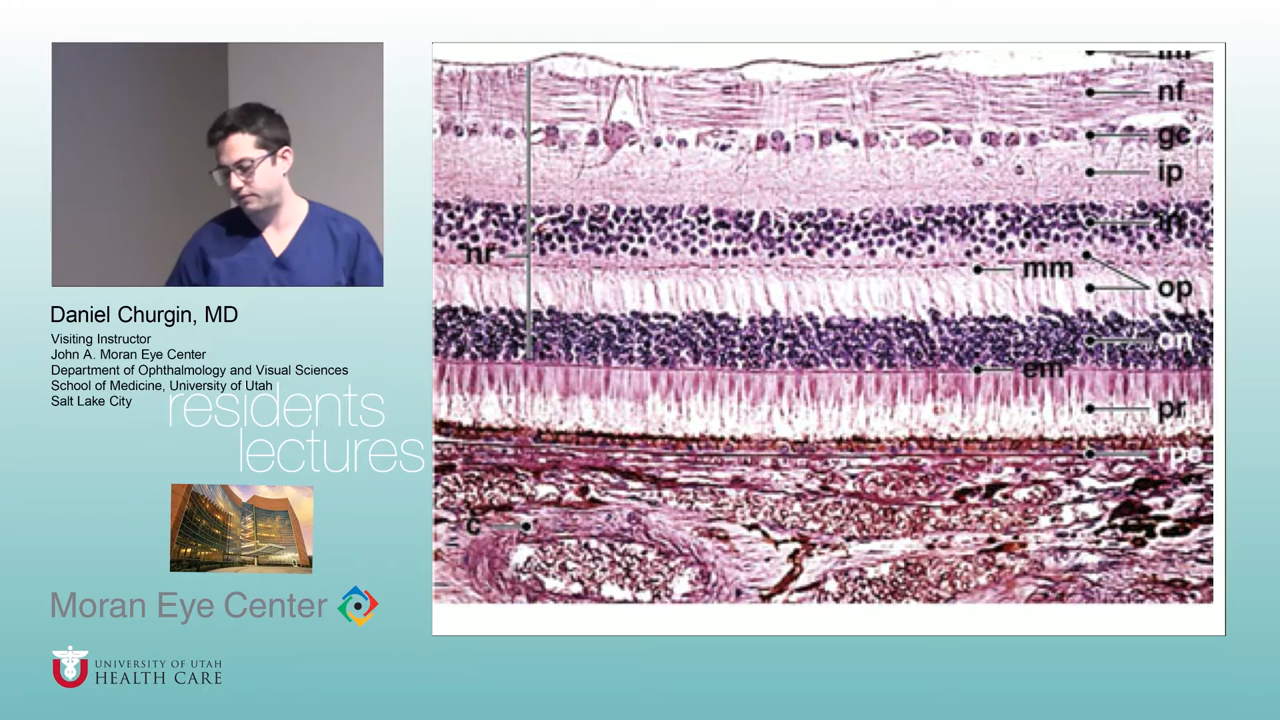 Daniel Churgin, MD
Visiting Instructor
John A. Moran Eye Center
Department of Ophthalmology and Visual Sciences
School of Medicine, University of Utah
Salt Lake City
residents
lectures
Moran Eye Center
UNIVERSITY OF UTAH
HEALTH CARE
nf
gc
ip
in
nr
mm
op
on
em
pr
rpe
c